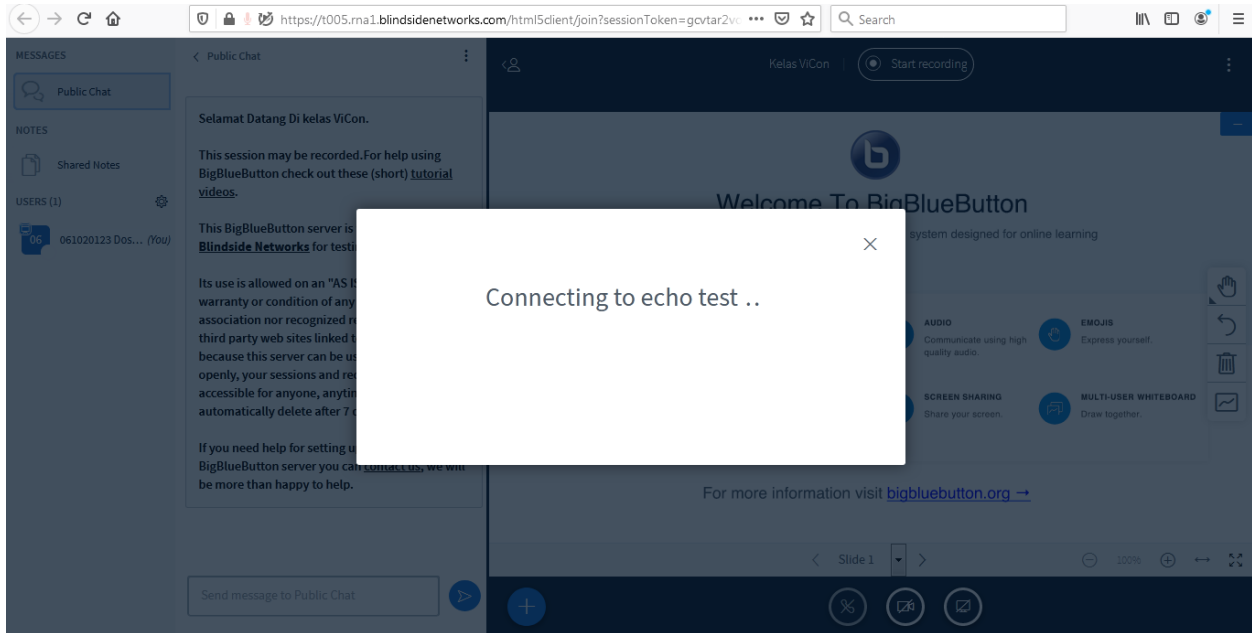 https://t005.rna1.blindsidenetworks.com/html5client/join?sessionToken=gcvtar2v
Search
MESSAGES
Public Chat
NOTES
Shared Notes
USERS (1)
06
061020123 Dos... (You)
Public Chat
Selamat Datang Di kelas ViCon.
This session may be recorded.For help using
BigBlueButton check out these (short) tutorial
videos.
This BigBlueButton server is
Blindside Networks for
Its use is allowed on an "AS
warranty or condition of any
association nor recognized
third party web sites linked
because this server can be
openly, your sessions and
accessible for anyone,
automatically delete after 7
If you need help for setting
BigBlueButton server you can contact us, we will
be more than happy to help.
Send message to Public Chat
Kelas ViCon
Start recording
Welcome To BigBlueButton
system designed for online learning
Connecting to echo test ..
AUDIO
Communicate using high
quality audio.
EMOJIS
Express yourself.
SCREEN SHARING
Share your screen.
MULTI-USER WHITEBOARD
Draw together.
For more information visit bigbluebutton.org →
Slide 1
100%